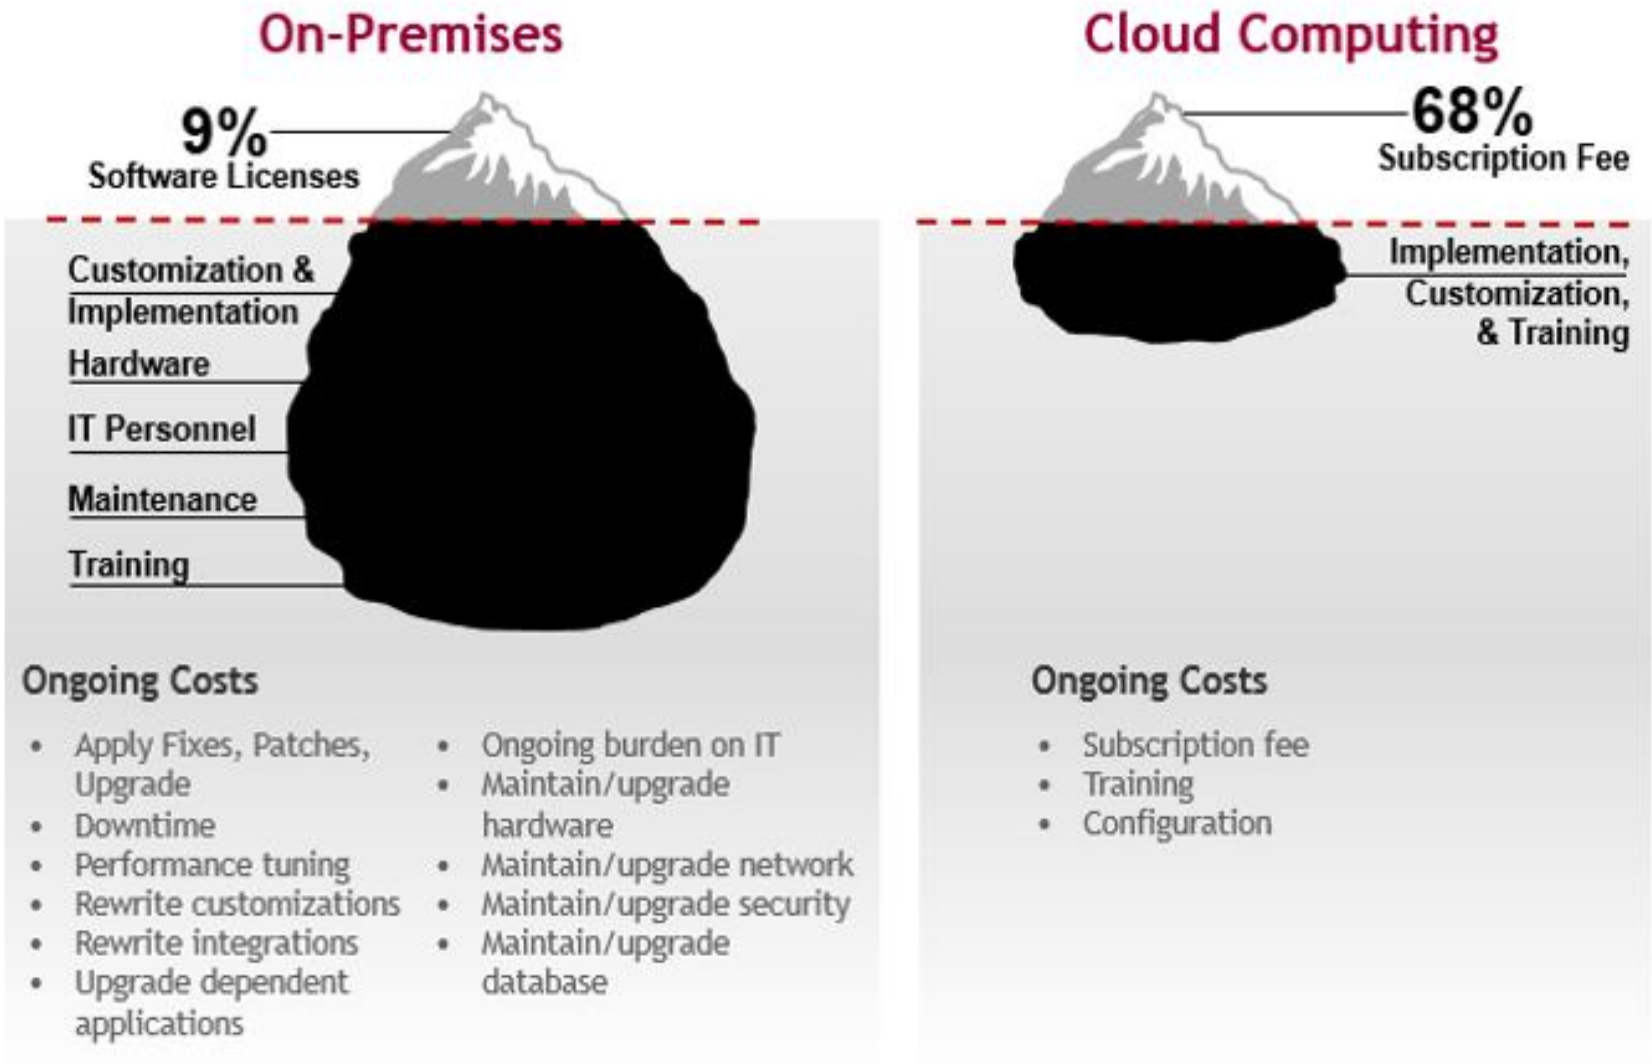 On-Premises
9%
Software Licenses
Customization &
Implementation
Hardware
IT Personnel
Maintenance
Training
Ongoing Costs
• Apply Fixes, Patches,
Upgrade
• Downtime
• Performance tuning
• Rewrite customizations
• Rewrite integrations
• Upgrade dependent
applications
• Ongoing burden on IT
• Maintain/upgrade
hardware
• Maintain/upgrade network
• Maintain/upgrade security
• Maintain/upgrade
database
Cloud Computing
68%
Subscription Fee
Implementation,
Customization,
& Training
Ongoing Costs
• Subscription fee
• Training
• Configuration